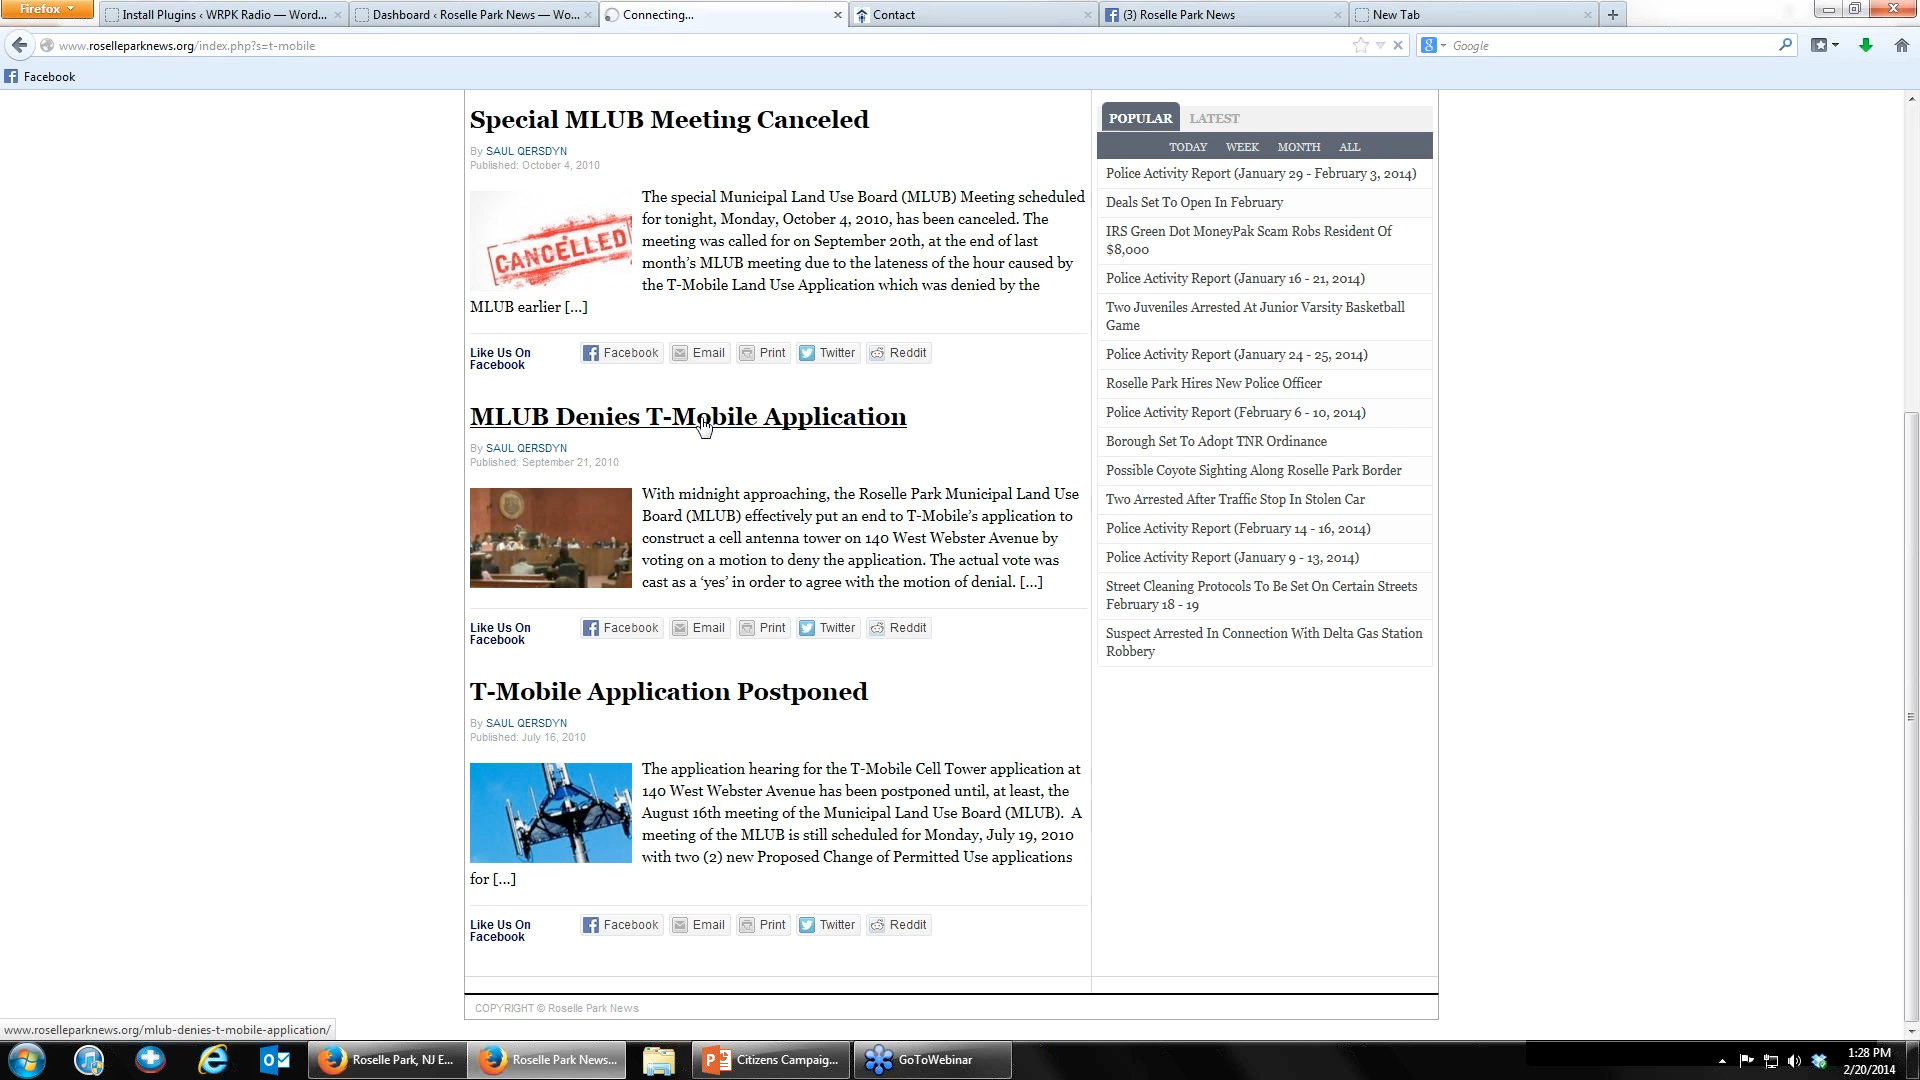 Firefox
Install Plugins ‹ WRPK Radio — Word...
Dashboard ‹ Roselle Park News — Wo...
Connecting...
Contact
(3) Roselle Park News
New Tab
www.roselleparknews.org/index.php?s=t-mobile
Google
Facebook
Special MLUB Meeting Canceled
By SAUL QERSDYN
Published: October 4, 2010
CANCELLED
The special Municipal Land Use Board (MLUB) Meeting scheduled
for tonight, Monday, October 4, 2010, has been canceled. The
meeting was called for on September 20th, at the end of last
month’s MLUB meeting due to the lateness of the hour caused by
the T-Mobile Land Use Application which was denied by the
MLUB earlier [...]
Like Us On
Facebook
Facebook Email Print Twitter Reddit
MLUB Denies T-Mobile Application
By SAUL QERSDYN
Published: September 21, 2010
With midnight approaching, the Roselle Park Municipal Land Use
Board (MLUB) effectively put an end to T-Mobile’s application to
construct a cell antenna tower on 140 West Webster Avenue by
voting on a motion to deny the application. The actual vote was
cast as a ‘yes’ in order to agree with the motion of denial. [...]
Like Us On
Facebook
Facebook Email Print Twitter Reddit
T-Mobile Application Postponed
By SAUL QERSDYN
Published: July 16, 2010
The application hearing for the T-Mobile Cell Tower application at
140 West Webster Avenue has been postponed until, at least, the
August 16th meeting of the Municipal Land Use Board (MLUB). A
meeting of the MLUB is still scheduled for Monday, July 19, 2010
with two (2) new Proposed Change of Permitted Use applications
for [...]
Like Us On
Facebook
Facebook Email Print Twitter Reddit
POPULAR LATEST
TODAY WEEK MONTH ALL
Police Activity Report (January 29 - February 3, 2014)
Deals Set To Open In February
IRS Green Dot MoneyPak Scam Robs Resident Of
$8,000
Police Activity Report (January 16 - 21, 2014)
Two Juveniles Arrested At Junior Varsity Basketball
Game
Police Activity Report (January 24 - 25, 2014)
Roselle Park Hires New Police Officer
Police Activity Report (February 6 - 10, 2014)
Borough Set To Adopt TNR Ordinance
Possible Coyote Sighting Along Roselle Park Border
Two Arrested After Traffic Stop In Stolen Car
Police Activity Report (February 14 - 16, 2014)
Police Activity Report (January 9 - 13, 2014)
Street Cleaning Protocols To Be Set On Certain Streets
February 18 - 19
Suspect Arrested In Connection With Delta Gas Station
Robbery
COPYRIGHT © Roselle Park News
www.roselleparknews.org/mlub-denies-t-mobile-application/
Roselle Park, NJ E...
Roselle Park News...
Citizens Campaig...
GoToWebinar
1:28 PM
2/20/2014